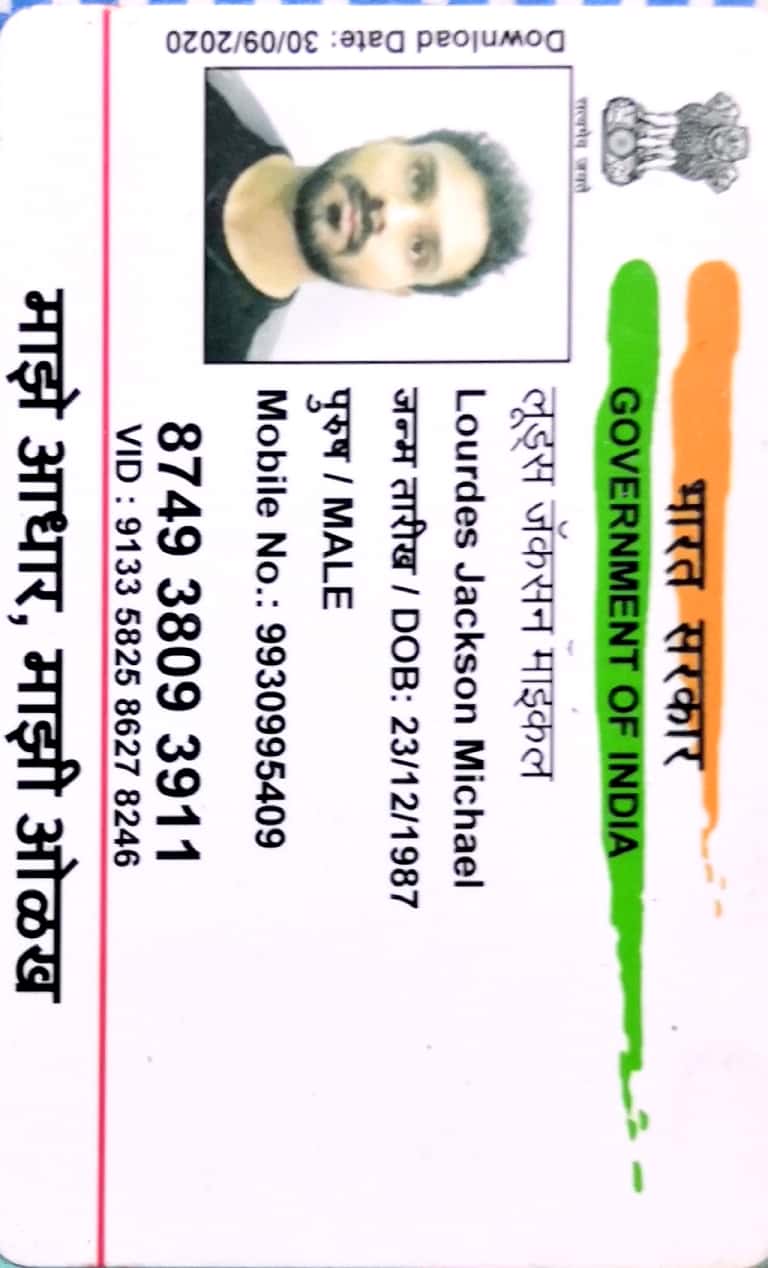 भारत सरकार
GOVERNMENT OF INDIA
सत्यमेव जयते
Download Date: 30/09/2020
लूर्ड्स जॅकसन माईकल
Lourdes Jackson Michael
जन्म तारीख / DOB: 23/12/1987
पुरुष / MALE
Mobile No.: 9930995409
8749 3809 3911
VID : 9133 5825 8627 8246
माझे आधार, माझी ओळख